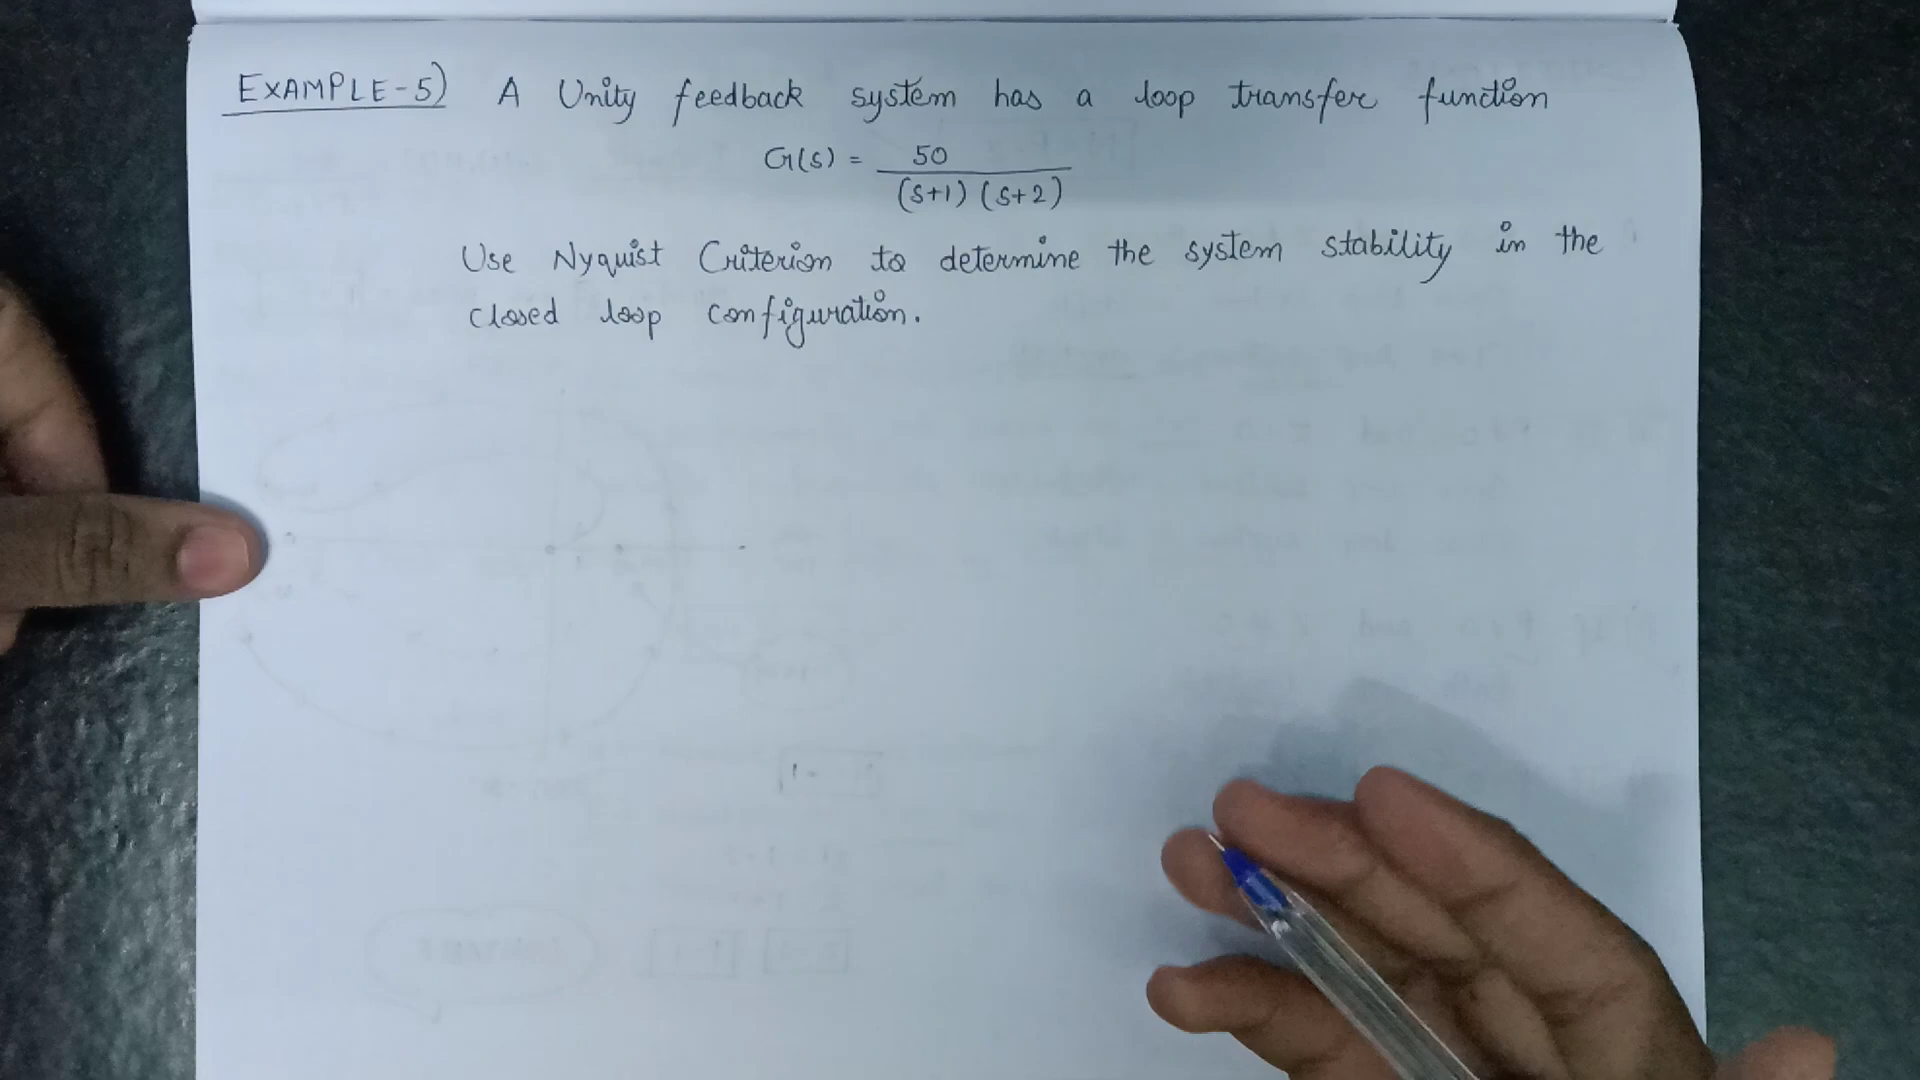 EXAMPLE-5) A Unity feedback system has a loop transfer function
G(s) = 50
(s+1) (s+2)
Use Nyquist Criterion to determine the system stability in the
closed loop configuration.